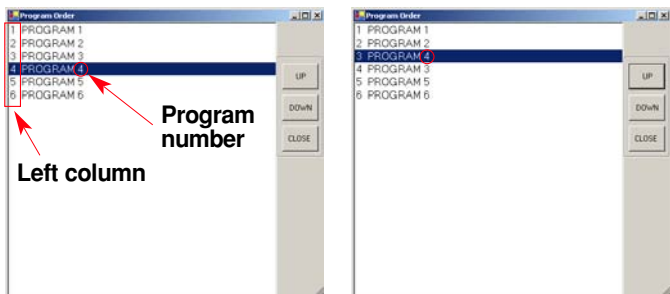 Program Order
1 PROGRAM 1
2 PROGRAM 2
3 PROGRAM 3
4 PROGRAM 4
5 PROGRAM 5
6 PROGRAM 6
UP
DOWN
CLOSE
Program
number
Left column
Program Order
1 PROGRAM 1
2 PROGRAM 2
3 PROGRAM 4
4 PROGRAM 3
5 PROGRAM 5
6 PROGRAM 6
UP
DOWN
CLOSE